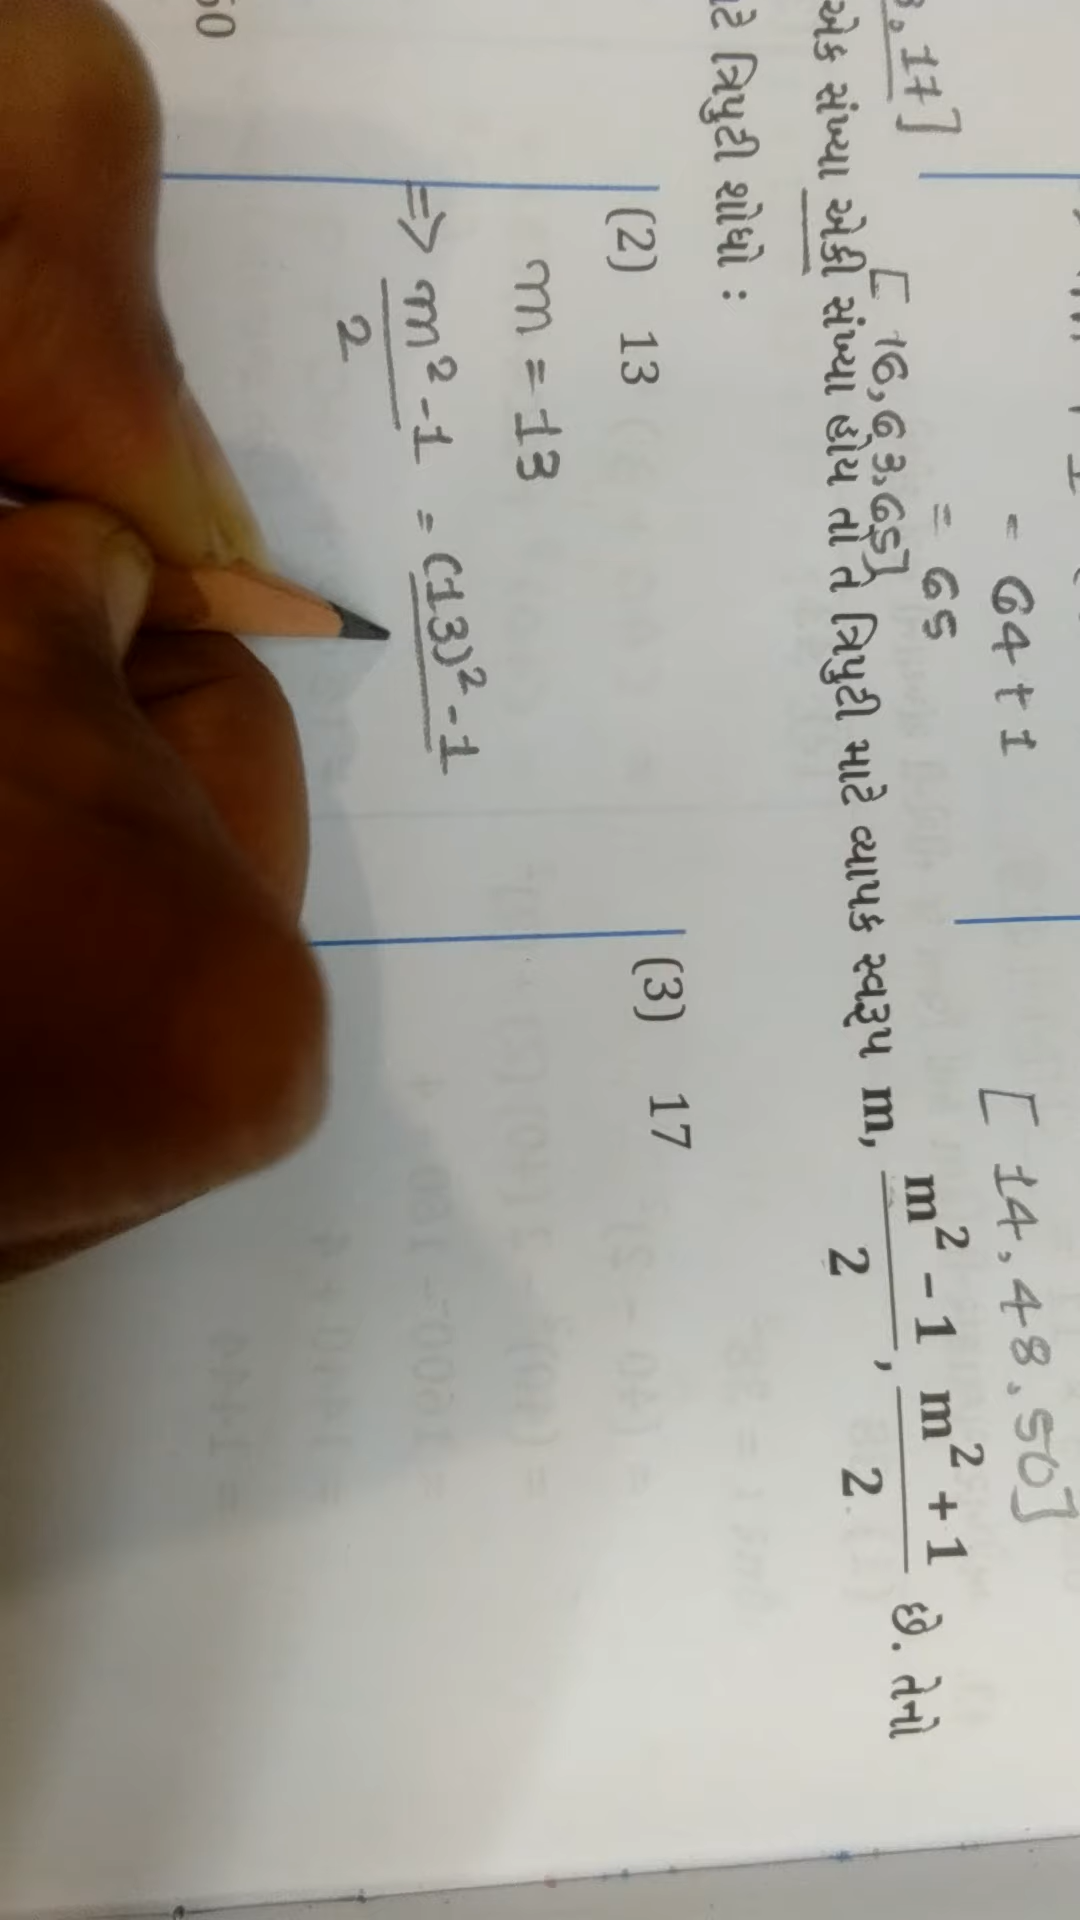 3, 17]
- 64 + 1
= 65
[ 16, 63, 65]
[ 14, 48, 50]
એક સંખ્યા એકી સંખ્યા હોય તો તે ત્રિપુટી માટે વ્યાપક સ્વરૂપ m, m² - 1 / 2, m² + 1 / 2 છે. તેનો
ત્રિપુટી શોધો :
(2) 13
(3) 17
m = 13
=> m² - 1 / 2 = (13)² - 1
50